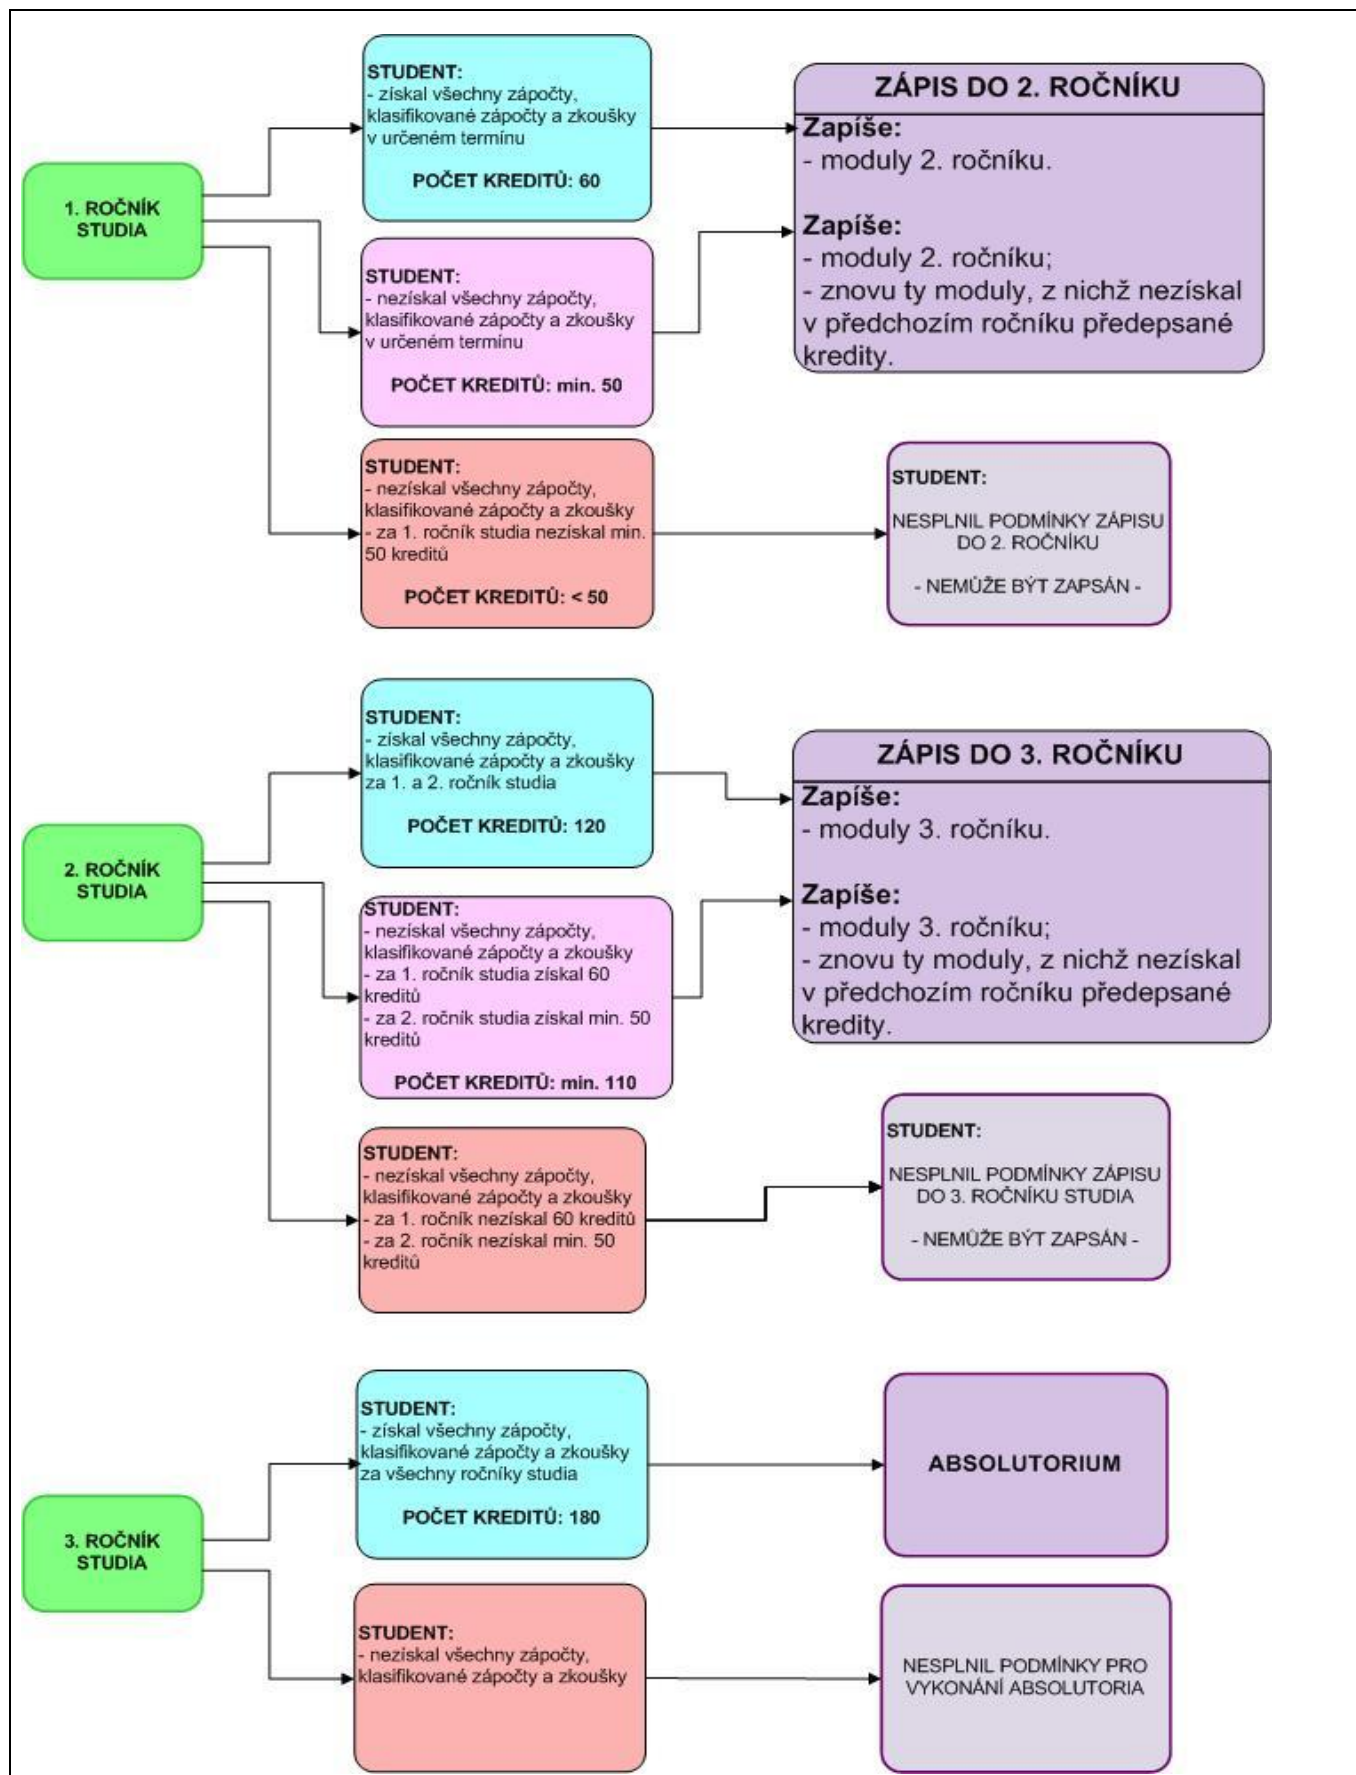 1. ROČNÍK
STUDIA
STUDENT:
- získal všechny zápočty,
klasifikované zápočty a zkoušky
v určeném termínu
POČET KREDITŮ: 60
STUDENT:
- nezískal všechny zápočty,
klasifikované zápočty a zkoušky
v určeném termínu
POČET KREDITŮ: min. 50
STUDENT:
- nezískal všechny zápočty,
klasifikované zápočty a zkoušky
- za 1. ročník studia nezískal min.
50 kreditů
POČET KREDITŮ: < 50
ZÁPIS DO 2. ROČNÍKU
Zapíše:
- moduly 2. ročníku.
Zapíše:
- moduly 2. ročníku;
- znovu ty moduly, z nichž nezískal
v předchozím ročníku předepsané
kredity.
STUDENT:
NESPLNIL PODMÍNKY ZÁPISU
DO 2. ROČNÍKU
- NEMŮŽE BÝT ZAPSÁN -
2. ROČNÍK
STUDIA
STUDENT:
- získal všechny zápočty,
klasifikované zápočty a zkoušky
za 1. a 2. ročník studia
POČET KREDITŮ: 120
STUDENT:
- nezískal všechny zápočty,
klasifikované zápočty a zkoušky
- za 1. ročník studia získal 60
kreditů
- za 2. ročník studia získal min. 50
kreditů
POČET KREDITŮ: min. 110
STUDENT:
- nezískal všechny zápočty,
klasifikované zápočty a zkoušky
- za 1. ročník nezískal 60 kreditů
- za 2. ročník nezískal min. 50
kreditů
ZÁPIS DO 3. ROČNÍKU
Zapíše:
- moduly 3. ročníku.
Zapíše:
- moduly 3. ročníku;
- znovu ty moduly, z nichž nezískal
v předchozím ročníku předepsané
kredity.
STUDENT:
NESPLNIL PODMÍNKY ZÁPISU
DO 3. ROČNÍKU STUDIA
- NEMŮŽE BÝT ZAPSÁN -
3. ROČNÍK
STUDIA
STUDENT:
- získal všechny zápočty,
klasifikované zápočty a zkoušky
za všechny ročníky studia
POČET KREDITŮ: 180
STUDENT:
- nezískal všechny zápočty,
klasifikované zápočty a zkoušky
ABSOLUTORIUM
NESPLNIL PODMÍNKY PRO
VYKONÁNÍ ABSOLUTORIA